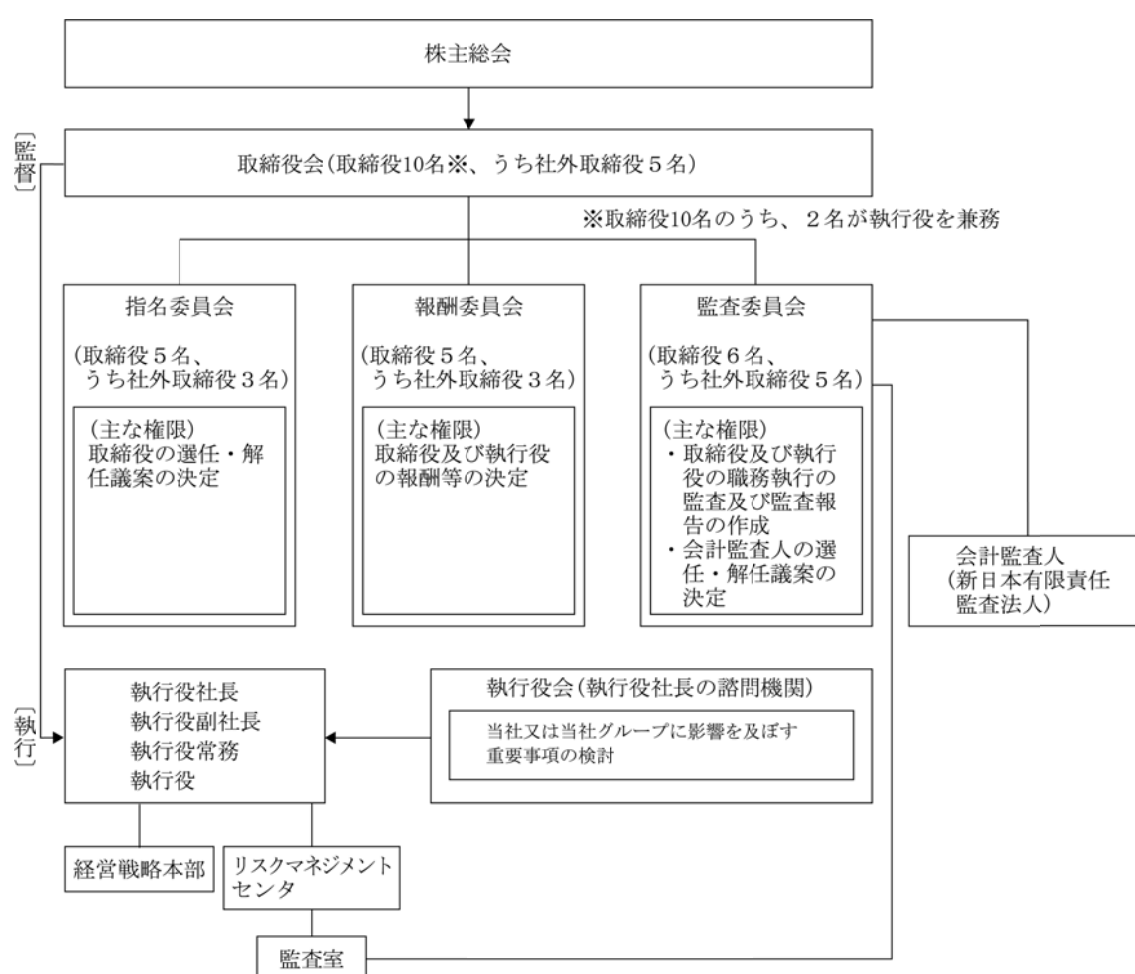 株主総会
〔監督〕
取締役会(取締役10名※、うち社外取締役５名)
※取締役10名のうち、２名が執行役を兼務
指名委員会
(取締役５名、
うち社外取締役３名)
(主な権限)
取締役の選任・解
任議案の決定
報酬委員会
(取締役５名、
うち社外取締役３名)
(主な権限)
取締役及び執行役
の報酬等の決定
監査委員会
(取締役６名、
うち社外取締役５名)
(主な権限)
・取締役及び執行
役の職務執行の
監査及び監査報
告の作成
・会計監査人の選
任・解任議案の
決定
会計監査人
(新日本有限責任
監査法人)
〔執行〕
執行役社長
執行役副社長
執行役常務
執行役
執行役会(執行役社長の諮問機関)
当社又は当社グループに影響を及ぼす
重要事項の検討
経営戦略本部
リスクマネジメント
センタ
監査室